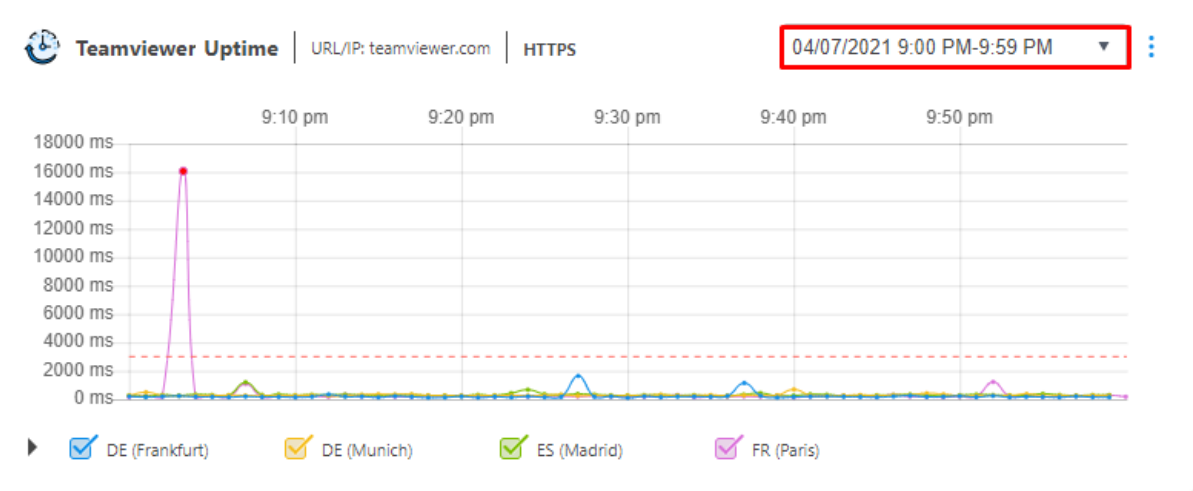 Teamviewer Uptime URL/IP: teamviewer.com HTTPS 04/07/2021 9:00 PM-9:59 PM
9:10 pm 9:20 pm 9:30 pm 9:40 pm 9:50 pm
18000 ms
16000 ms
14000 ms
12000 ms
10000 ms
8000 ms
6000 ms
4000 ms
2000 ms
0 ms
DE (Frankfurt) DE (Munich) ES (Madrid) FR (Paris)